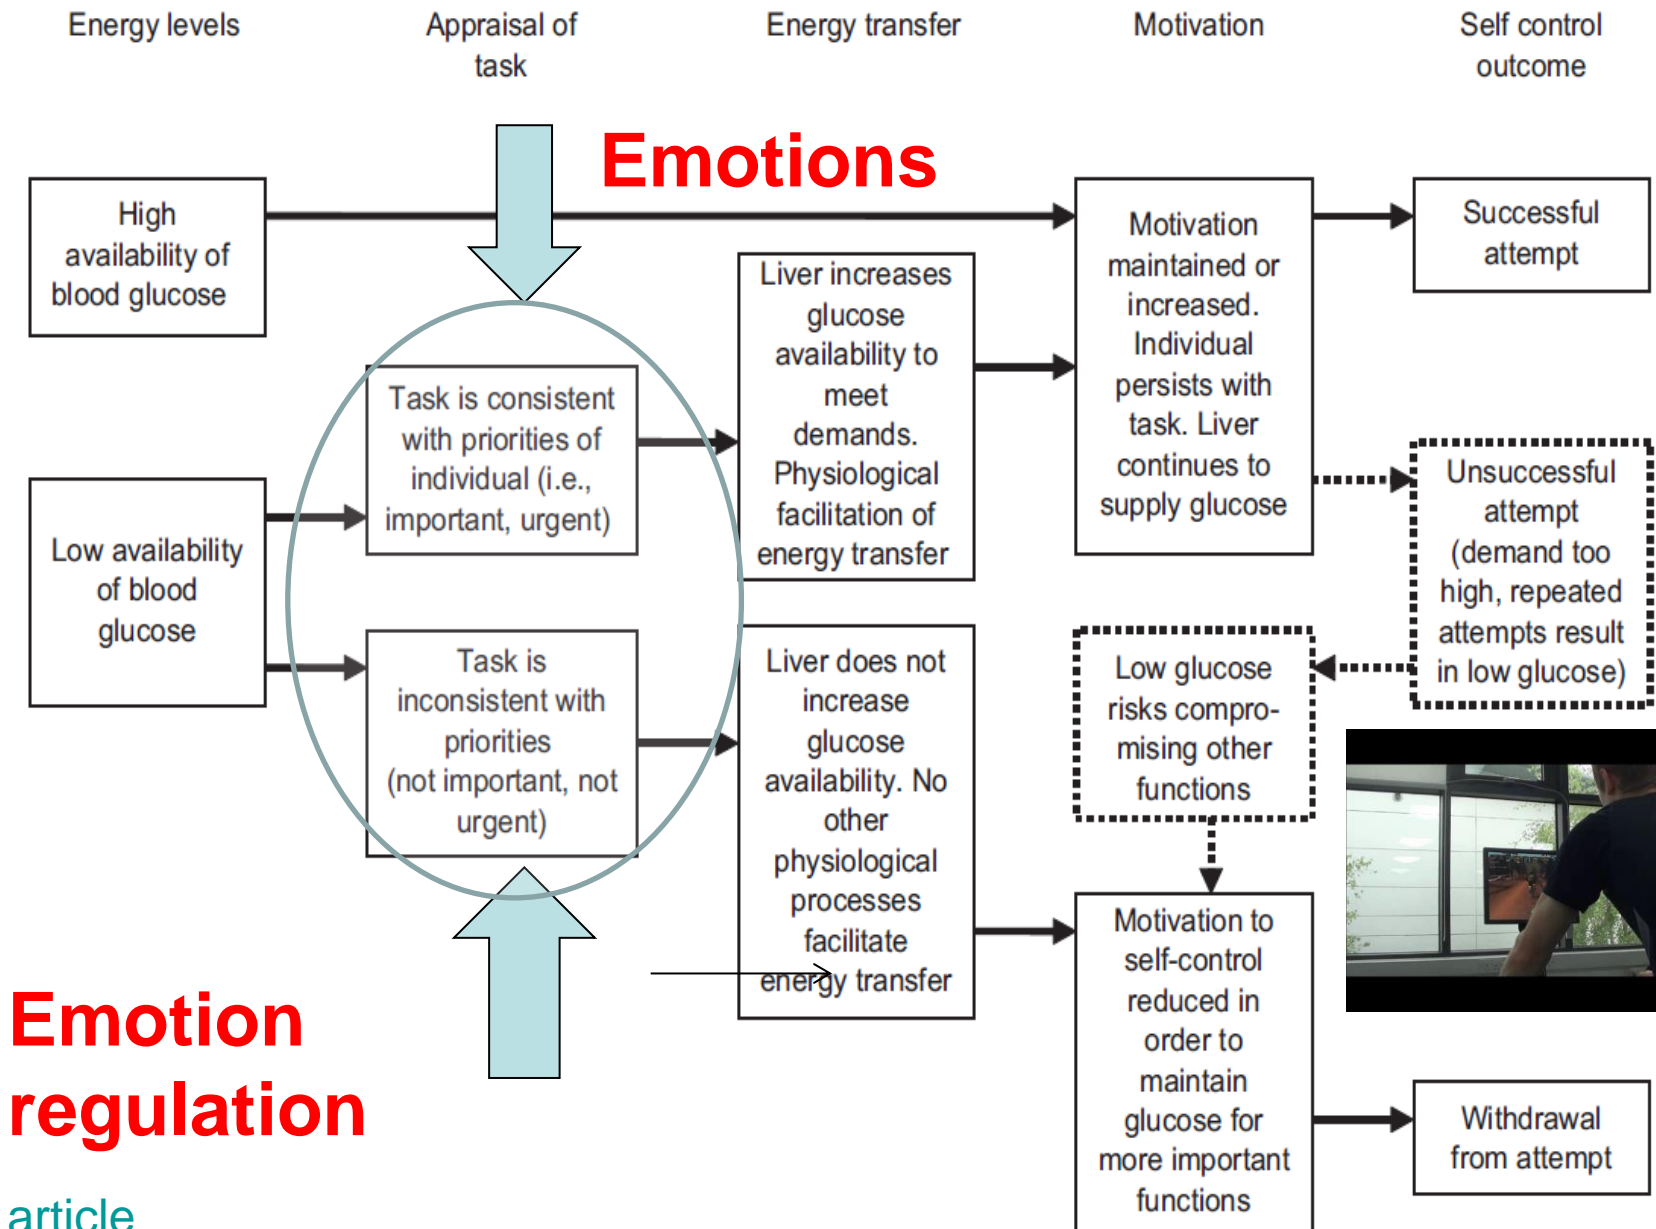 Energy levels
Appraisal of
task
Energy transfer
Motivation
Self control
outcome
Emotions
High
availability of
blood glucose
Low availability
of blood
glucose
Task is consistent
with priorities of
individual (i.e.,
important, urgent)
Task is
inconsistent with
priorities
(not important, not
urgent)
Liver increases
glucose
availability to
meet
demands.
Physiological
facilitation of
energy transfer
Liver does not
increase
glucose
availability. No
other
physiological
processes
facilitate
energy transfer
Motivation
maintained or
increased.
Individual
persists with
task. Liver
continues to
supply glucose
Low glucose
risks compro-
mising other
functions
Motivation to
self-control
reduced in
order to
maintain
glucose for
more important
functions
Successful
attempt
Unsuccessful
attempt
(demand too
high, repeated
attempts result
in low glucose)
Withdrawal
from attempt
Emotion
regulation
article